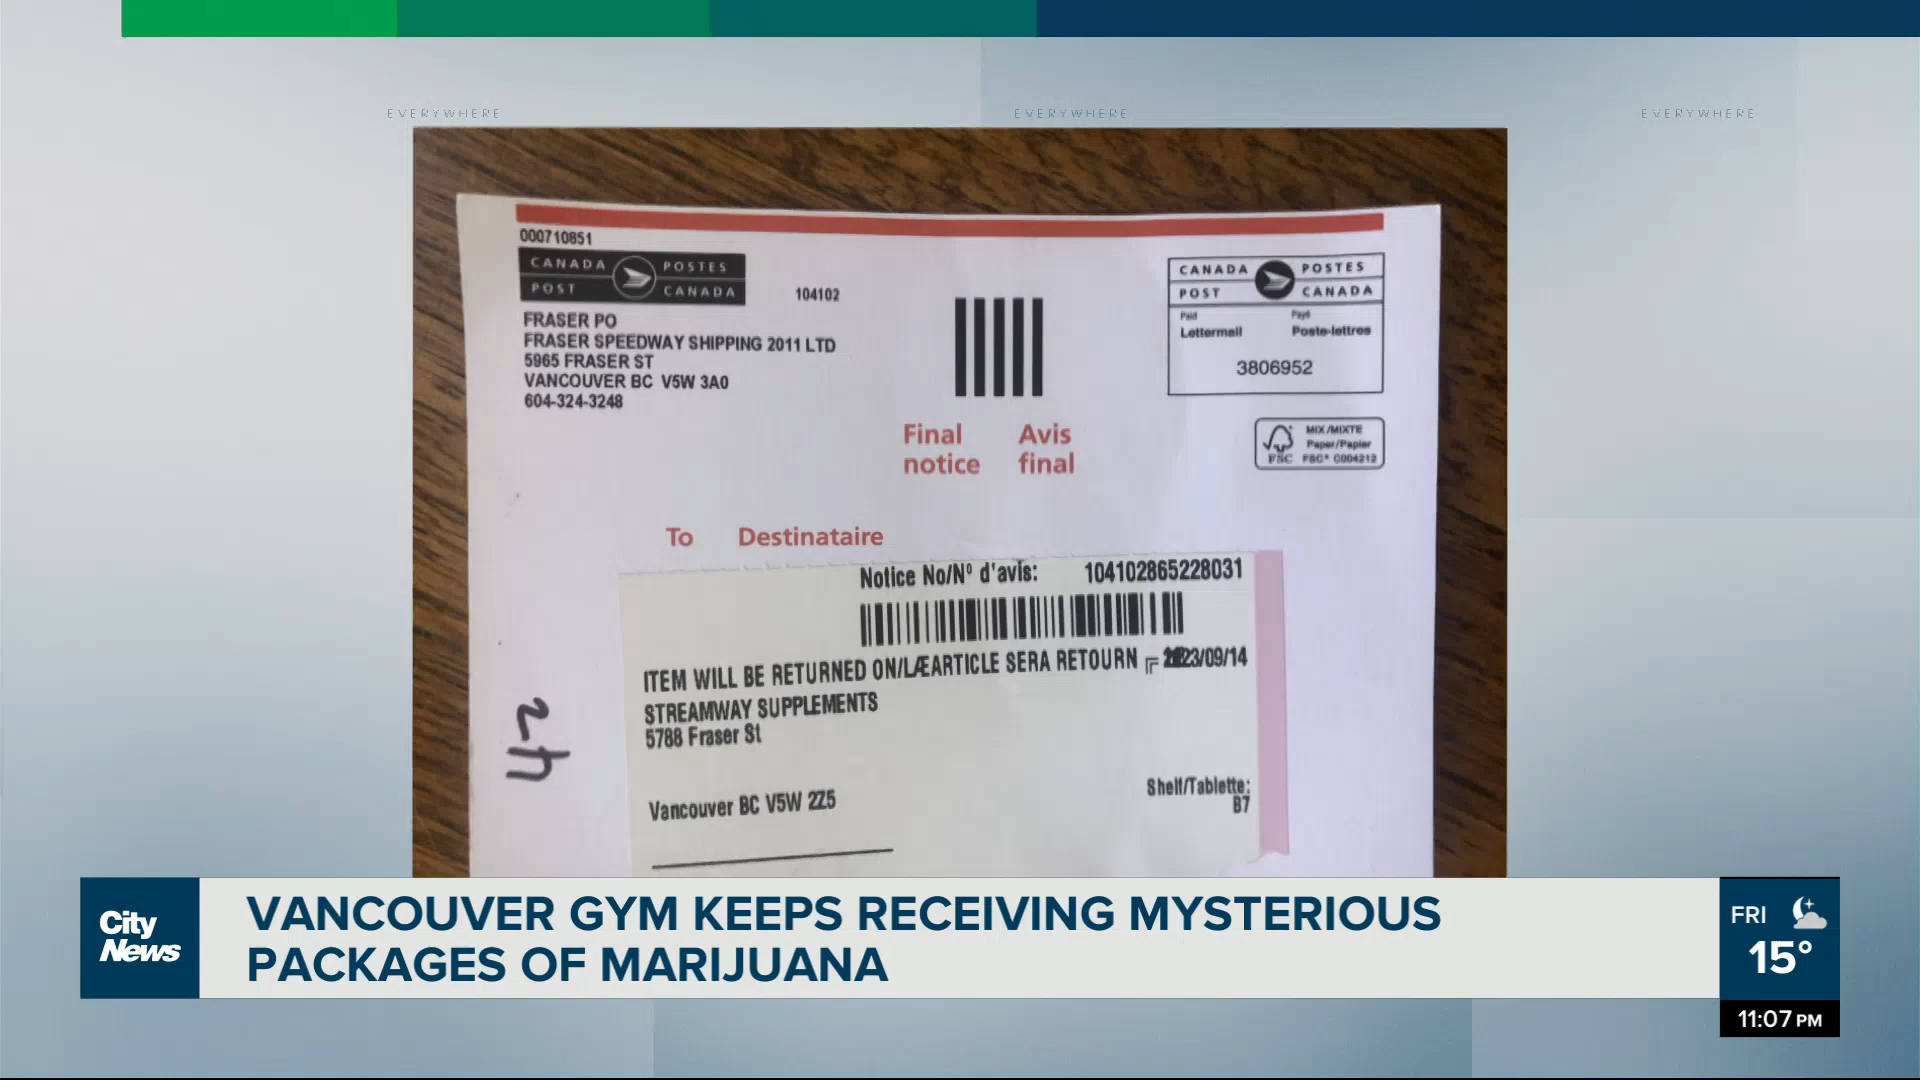 EVERYWHERE EVERYWHERE EVERYWHERE
000710851
CANADA POSTES
POST CANADA
104102
FRASER PO
FRASER SPEEDWAY SHIPPING 2011 LTD
5965 FRASER ST
VANCOUVER BC V5W 3A0
604-324-3248
CANADA POSTES
POST CANADA
Paid Payé
Lettermail Poste-lettres
3806952
Final Avis
notice final
MIX/MIXTE
Paper/Papier
FSC FSC® C004212
To Destinataire
Notice No/Nº d'avis: 104102865228031
ITEM WILL BE RETURNED ON/LÆARTICLE SERA RETOURN 2023/09/14
STREAMWAY SUPPLEMENTS
5788 Fraser St
Vancouver BC V5W 2Z5
Shelf/Tablette:
B7
24
City
News
VANCOUVER GYM KEEPS RECEIVING MYSTERIOUS
PACKAGES OF MARIJUANA
FRI
15°
11:07 PM